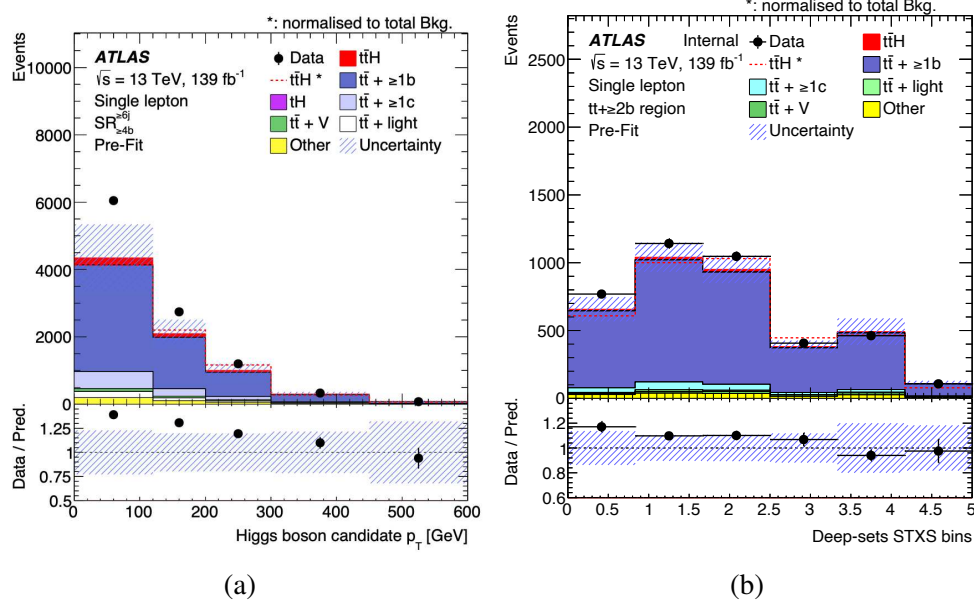 *: normalised to total Bkg.
Events
ATLAS
√s = 13 TeV, 139 fb⁻¹
Single lepton
SR≥6j≥4b
Pre-Fit
Data
tt̄H
tt̄H *
tt̄ + ≥1b
tH
tt̄ + ≥1c
tt̄ + V
tt̄ + light
Other
Uncertainty
10000
8000
6000
4000
2000
0
Data / Pred.
1.25
1
0.75
0.5
0 100 200 300 400 500 600
Higgs boson candidate pT [GeV]
(a)
*: normalised to total Bkg.
Events
ATLAS Internal
√s = 13 TeV, 139 fb⁻¹
Single lepton
tt+≥2b region
Pre-Fit
Data
tt̄H
tt̄H *
tt̄ + ≥1b
tt̄ + ≥1c
tt̄ + light
tt̄ + V
Other
Uncertainty
2500
2000
1500
1000
500
0
Data / Pred.
1.2
1
0.8
0.6
0 0.5 1 1.5 2 2.5 3 3.5 4 4.5 5
Deep-sets STXS bins
(b)